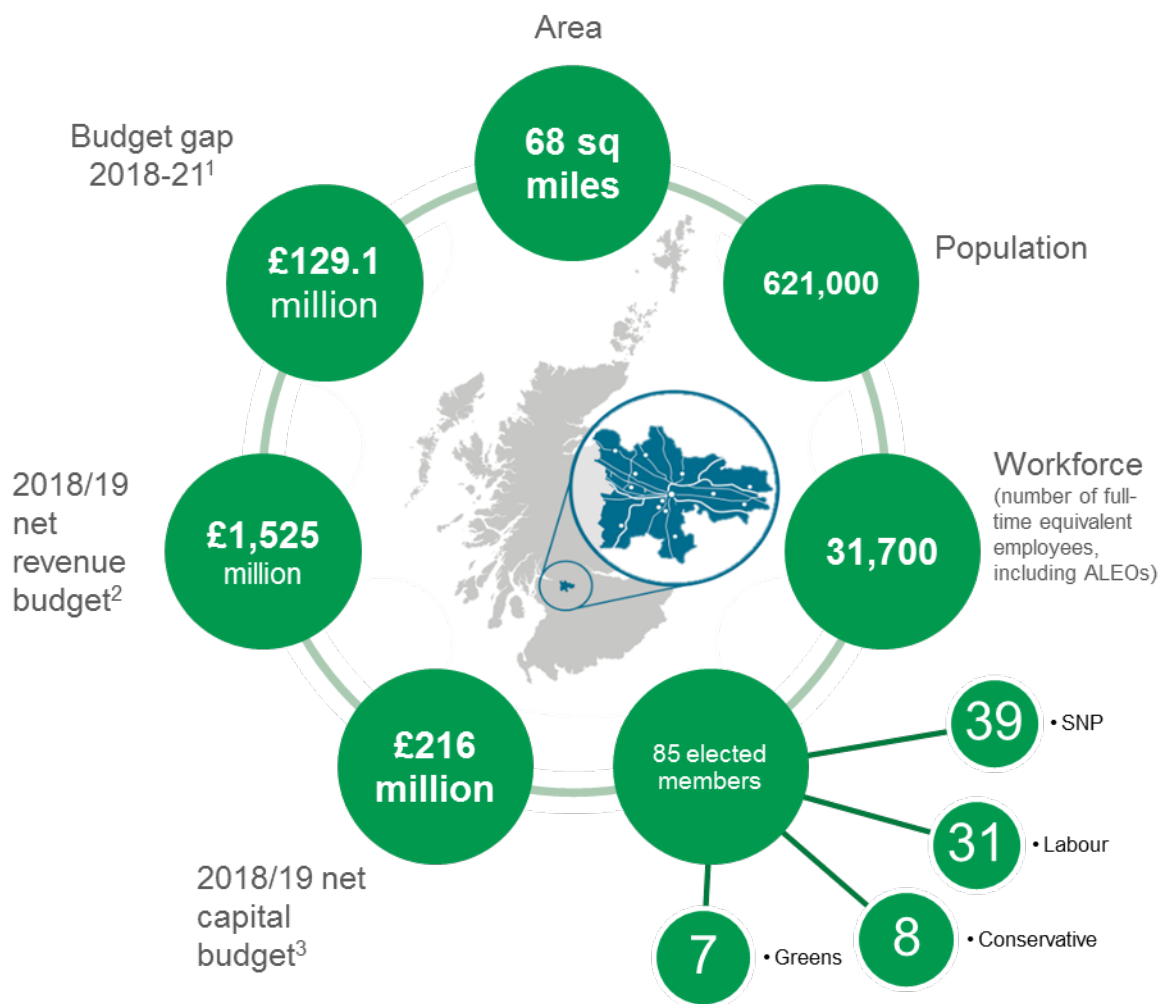 Area
68 sq
miles
Budget gap
2018-21¹
£129.1
million
Population
621,000
2018/19
net
revenue
budget²
£1,525
million
Workforce
(number of full-
time equivalent
employees,
including ALEOs)
31,700
£216
million
2018/19 net
capital
budget³
85 elected
members
39
• SNP
31
• Labour
8
• Conservative
7
• Greens